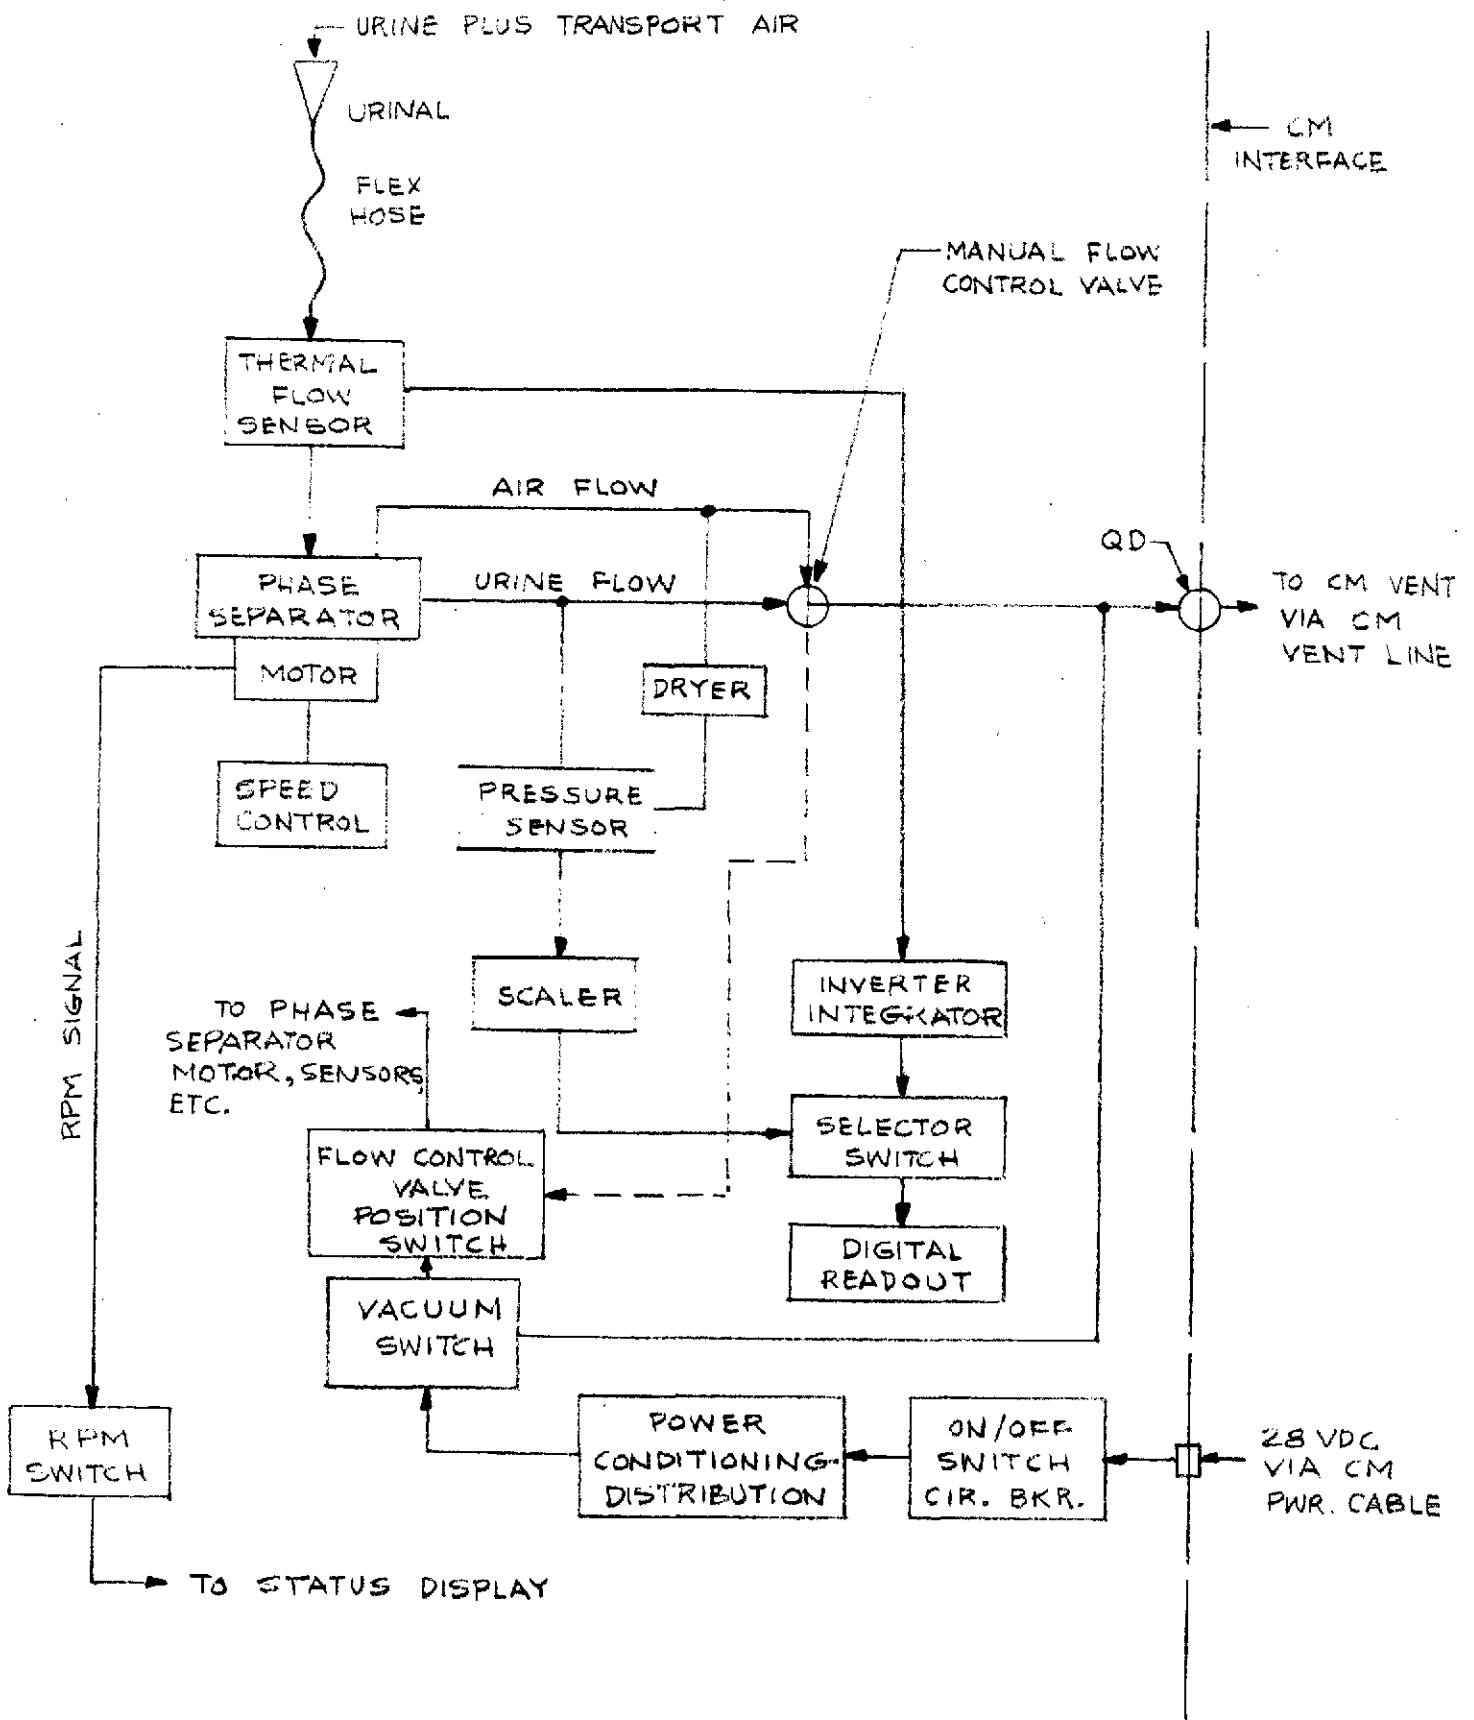 URINE PLUS TRANSPORT AIR
URINAL
CM
INTERFACE
FLEX
HOSE
MANUAL FLOW
CONTROL VALVE
THERMAL
FLOW
SENSOR
AIR FLOW
QD
PHASE
SEPARATOR
URINE FLOW
TO CM VENT
VIA CM
VENT LINE
MOTOR
DRYER
SPEED
CONTROL
PRESSURE
SENSOR
RPM SIGNAL
SCALER
INVERTER
INTEGRATOR
TO PHASE
SEPARATOR
MOTOR, SENSORS,
ETC.
SELECTOR
SWITCH
FLOW CONTROL
VALVE
POSITION
SWITCH
DIGITAL
READOUT
VACUUM
SWITCH
RPM
SWITCH
POWER
CONDITIONING-
DISTRIBUTION
ON/OFF
SWITCH
CIR. BKR.
28 VDC
VIA CM
PWR. CABLE
TO STATUS DISPLAY